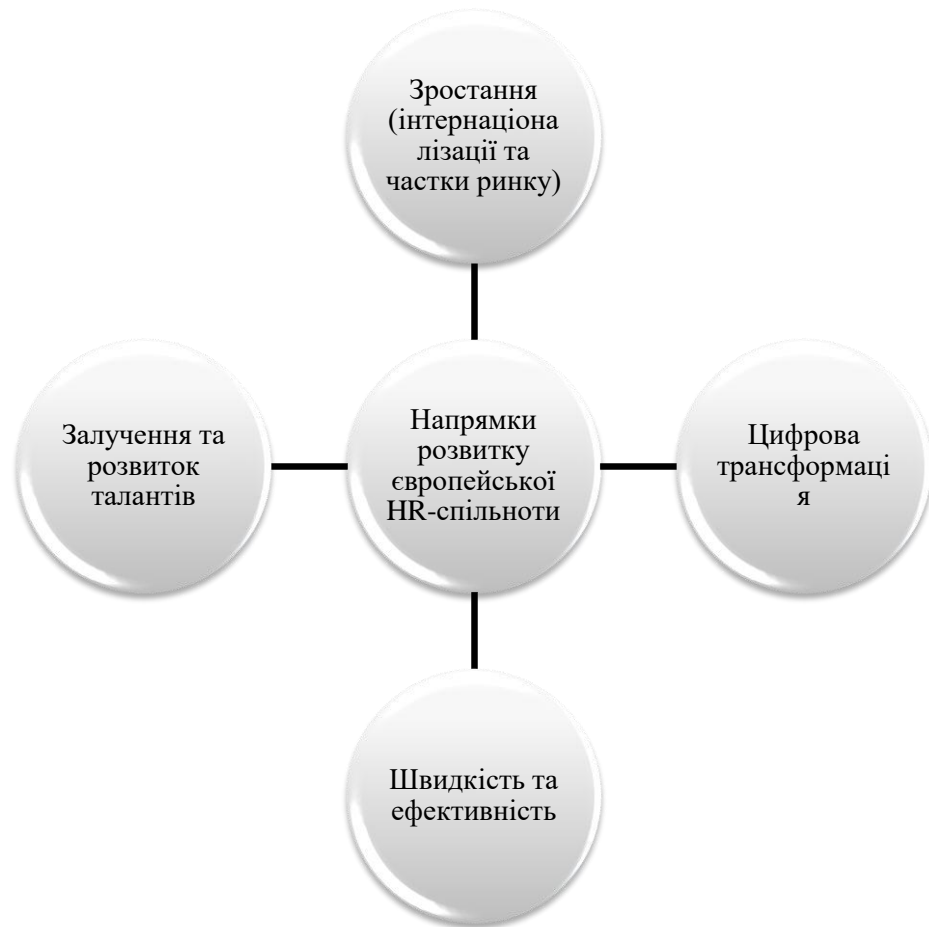 Зростання
(інтернаціона
лізації та
частки ринку)
Залучення та
розвиток
талантів
Напрямки
розвитку
європейської
HR-спільноти
Цифрова
трансформаці
я
Швидкість та
ефективність